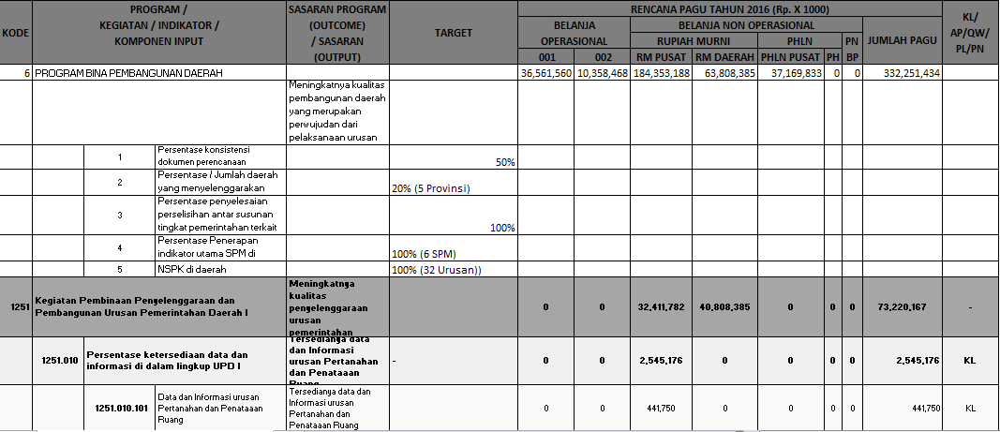 KODE
PROGRAM /
KEGIATAN / INDIKATOR /
KOMPONEN INPUT
SASARAN PROGRAM
(OUTCOME)
/ SASARAN
(OUTPUT)
TARGET
RENCANA PAGU TAHUN 2016 (Rp. X 1000)
BELANJA
OPERASIONAL
BELANJA NON OPERASIONAL
RUPIAH MURNI
PHLN
PN
BP
JUMLAH PAGU
KL/
AP/QW/
PL/PN
001 002 RM PUSAT RM DAERAH PHLN PUSAT PH
6 PROGRAM BINA PEMBANGUNAN DAERAH 36,561,560 10,358,468 184,353,188 63,808,385 37,169,833 0 0 332,251,434
Meningkatnya kualitas
pembangunan daerah
yang merupakan
perwujudan dari
pelaksanaan urusan
1 Persentase konsistensi
dokumen perencanaan
50%
2 Persentase / Jumlah daerah
yang menyelenggarakan
20% (5 Provinsi)
3 Persentase penyelesaian
perselisihan antar susunan
tingkat pemerintahan terkait
100%
4 Persentase Penerapan
indikator utama SPM di
100% (6 SPM)
5 NSPK di daerah 100% (32 Urusan))
1251 Kegiatan Pembinaan Penyelenggaraan dan
Pembangunan Urusan Pemerintahan Daerah I
Meningkatnya
kualitas
penyelenggaraan
urusan
pemerintahan
0 0 32,411,782 40,808,385 0 0 0 73,220,167 -
1251.010 Persentase ketersediaan data dan
informasi di dalam lingkup UPD I
Tersedianya data
dan Informasi
urusan Pertanahan
dan Penataaan
Ruang
- 0 0 2,545,176 0 0 0 0 2,545,176 KL
1251.010.101 Data dan Informasi urusan
Pertanahan dan Penataaan
Ruang
Tersedianya data dan
Informasi urusan
Pertanahan dan
Penataaan Ruang
0 0 441,750 0 0 0 0 441,750 KL